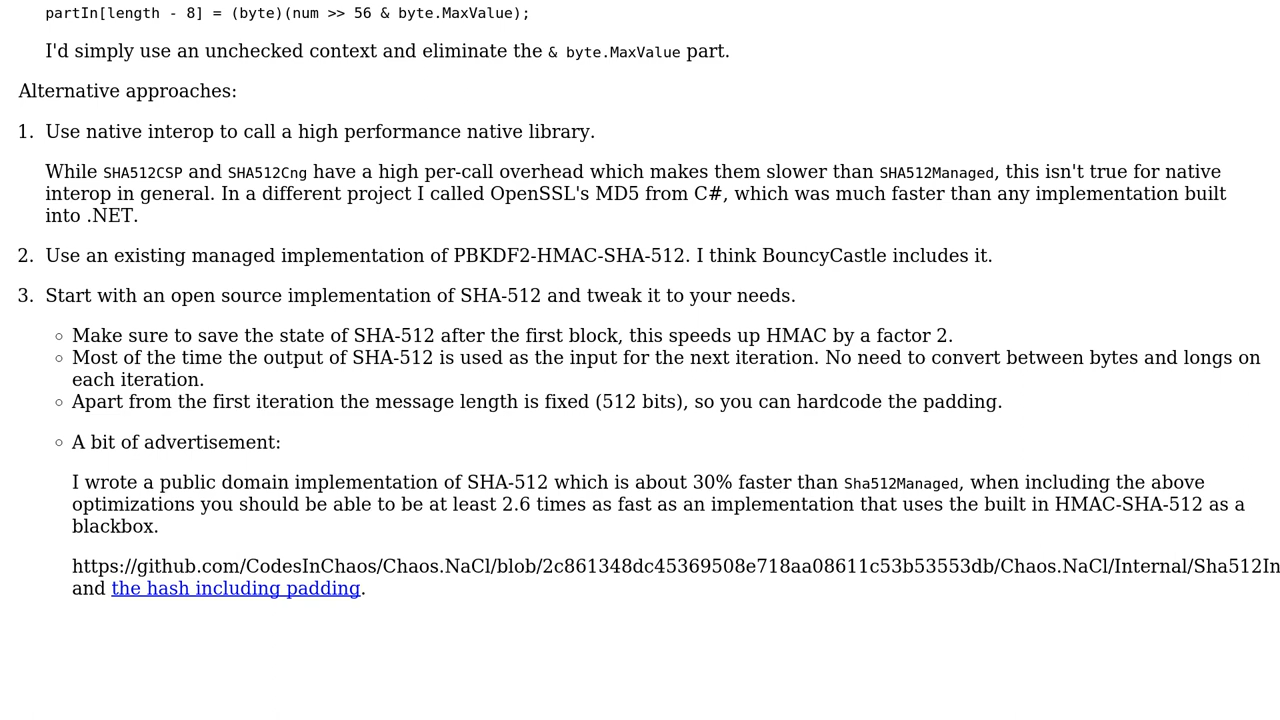 partIn[length - 8] = (byte)(num >> 56 & byte.MaxValue);
I'd simply use an unchecked context and eliminate the & byte.MaxValue part.
Alternative approaches:
1. Use native interop to call a high performance native library.
While SHA512CSP and SHA512Cng have a high per-call overhead which makes them slower than SHA512Managed, this isn't true for native
interop in general. In a different project I called OpenSSL's MD5 from C#, which was much faster than any implementation built
into .NET.
2. Use an existing managed implementation of PBKDF2-HMAC-SHA-512. I think BouncyCastle includes it.
3. Start with an open source implementation of SHA-512 and tweak it to your needs.
◦ Make sure to save the state of SHA-512 after the first block, this speeds up HMAC by a factor 2.
◦ Most of the time the output of SHA-512 is used as the input for the next iteration. No need to convert between bytes and longs on
each iteration.
◦ Apart from the first iteration the message length is fixed (512 bits), so you can hardcode the padding.
◦ A bit of advertisement:
I wrote a public domain implementation of SHA-512 which is about 30% faster than Sha512Managed, when including the above
optimizations you should be able to be at least 2.6 times as fast as an implementation that uses the built in HMAC-SHA-512 as a
blackbox.
https://github.com/CodesInChaos/Chaos.NaCl/blob/2c861348dc45369508e718aa08611c53b53553db/Chaos.NaCl/Internal/Sha512In
and the hash including padding.